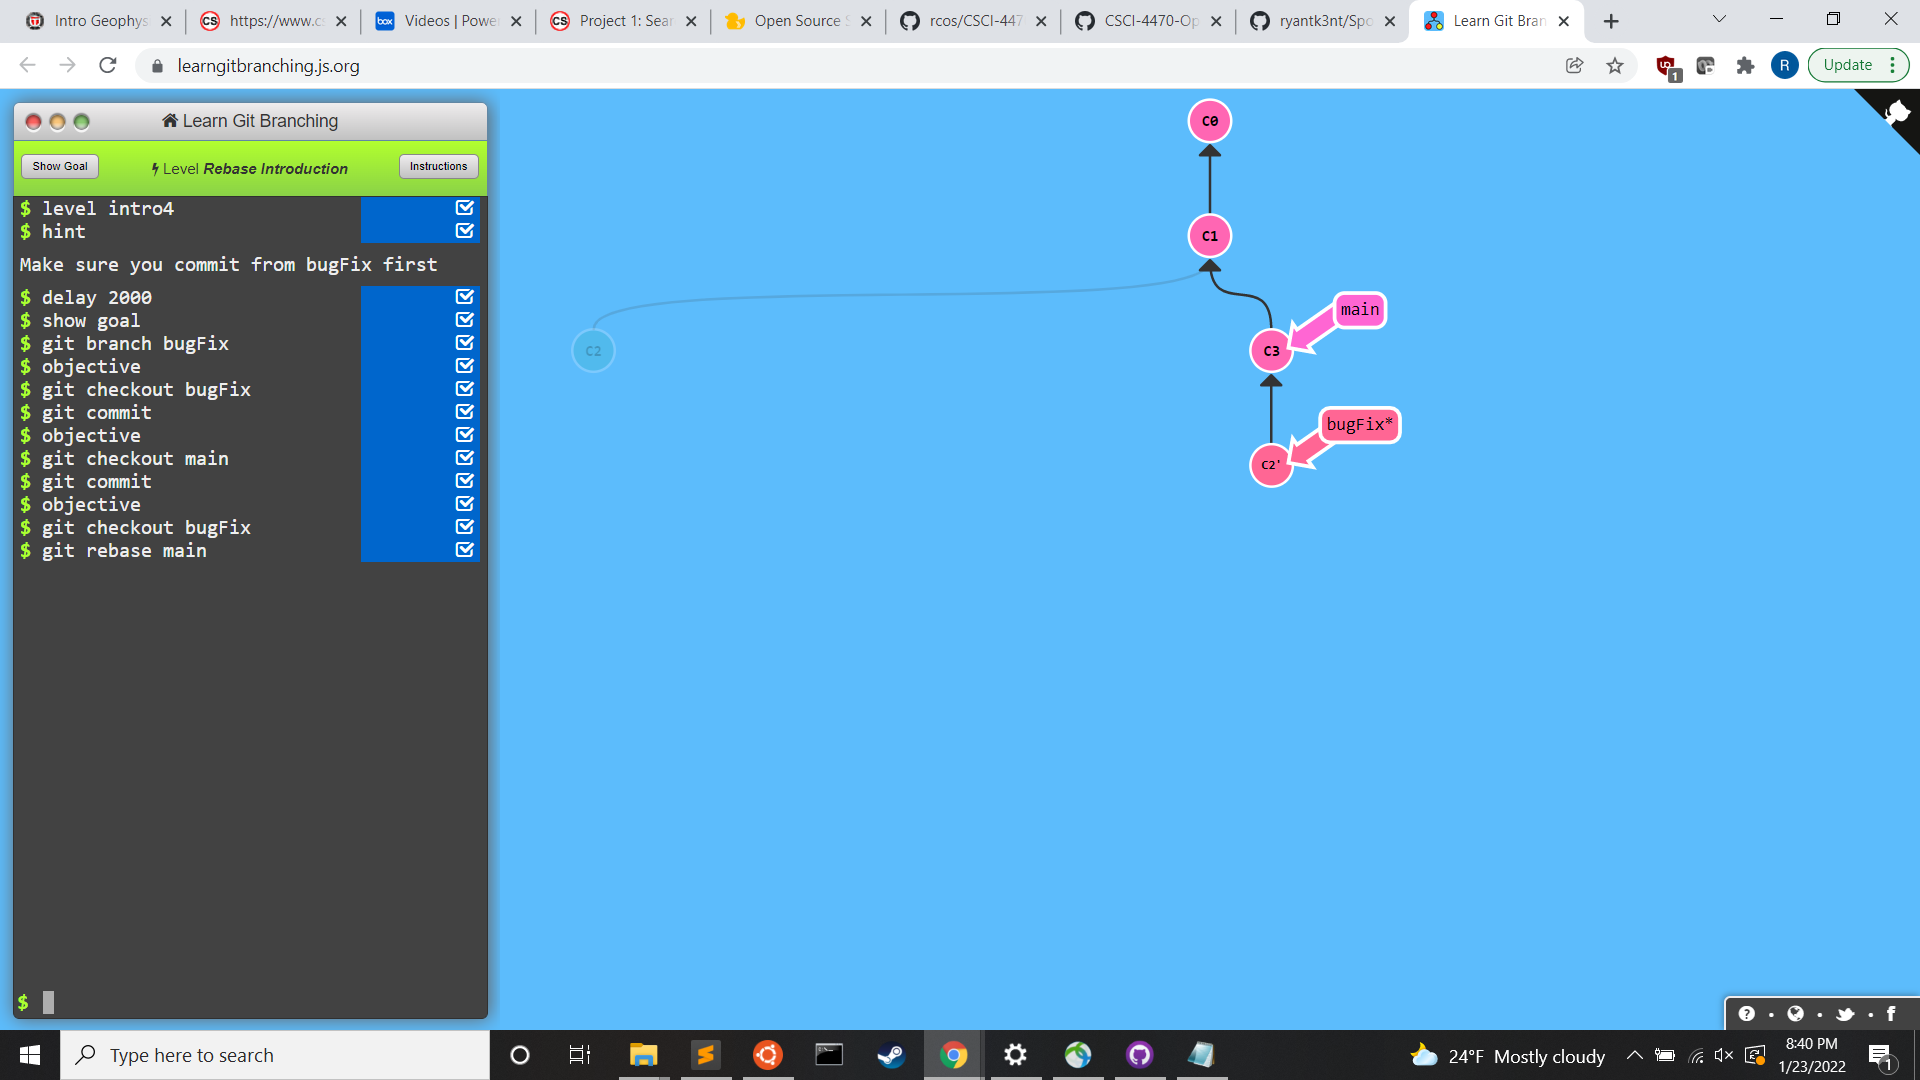 Intro Geophys
https://www.cs
Videos | Powe
Project 1: Sear
Open Source S
rcos/CSCI-447
CSCI-4470-Op
ryantk3nt/Spo
Learn Git Bran
learngitbranching.js.org
1
R
Update
Learn Git Branching
Show Goal
Level Rebase Introduction
Instructions
$ level intro4
$ hint
Make sure you commit from bugFix first
$ delay 2000
$ show goal
$ git branch bugFix
$ objective
$ git checkout bugFix
$ git commit
$ objective
$ git checkout main
$ git commit
$ objective
$ git checkout bugFix
$ git rebase main
$
C0
C1
main
C2
C3
bugFix*
C2'
Type here to search
24°F Mostly cloudy
8:40 PM
1/23/2022
1